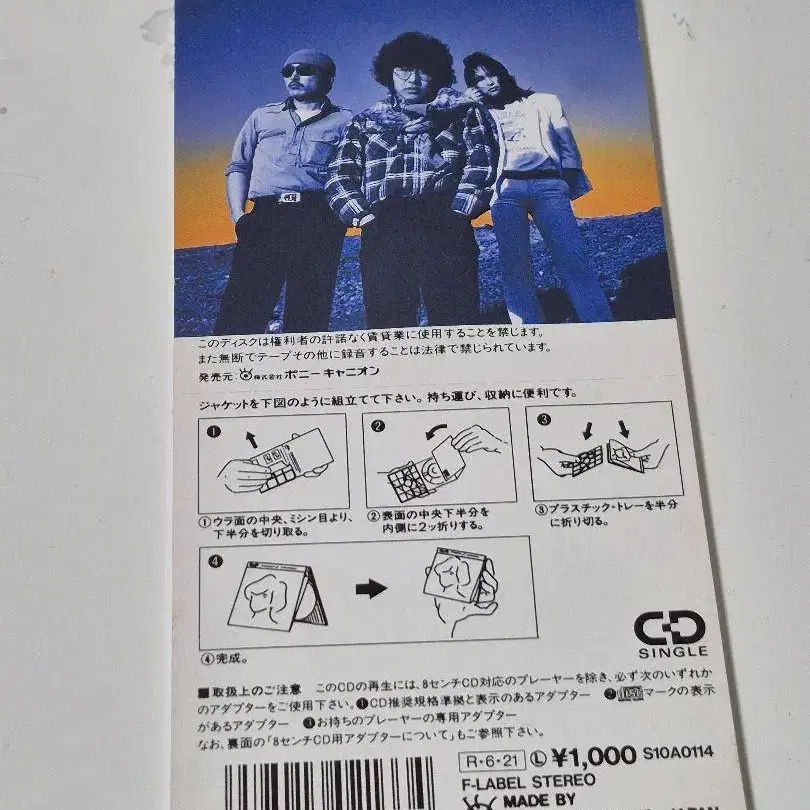 このディスクは権利者の許諾なく賃貸業に使用することを禁じます。
また無断でテープその他に録音することは法律で禁じられています。
発売元:株式会社ポニーキャニオン
ジャケットを下図のように組立てて下さい。持ち運び、収納に便利です。
❶
❷
❸
①ウラ面の中央、ミシン目より、
下半分を切り取る。
②表面の中央下半分を
内側に2ッ折りする。
③プラスチック・トレーを半分
に折り切る。
❹
④完成。
CD
SINGLE
■取扱上のご注意 このCDの再生には、8センチCD対応のプレーヤーを除き、必ず次のいずれか
のアダプターをご使用下さい。❶CD推奨規格準拠と表示のあるアダプター ❷マークの表示
があるアダプター ❸お持ちのプレーヤーの専用アダプター
なお、裏面の「8センチCD用アダプターについて」もご参照下さい。
R・6・21 Ⓛ ¥1,000 S10A0114
F-LABEL STEREO
MADE BY
JAPAN